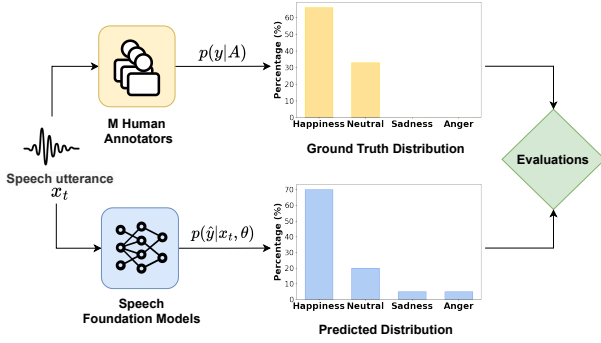 M Human
Annotators
p(y|A)
Percentage (%)
60
50
40
30
20
10
0
Happiness Neutral Sadness Anger
Ground Truth Distribution
Speech utterance
x_t
Evaluations
Speech
Foundation Models
p(ŷ|x_t, θ)
Percentage (%)
70
60
50
40
30
20
10
0
Happiness Neutral Sadness Anger
Predicted Distribution